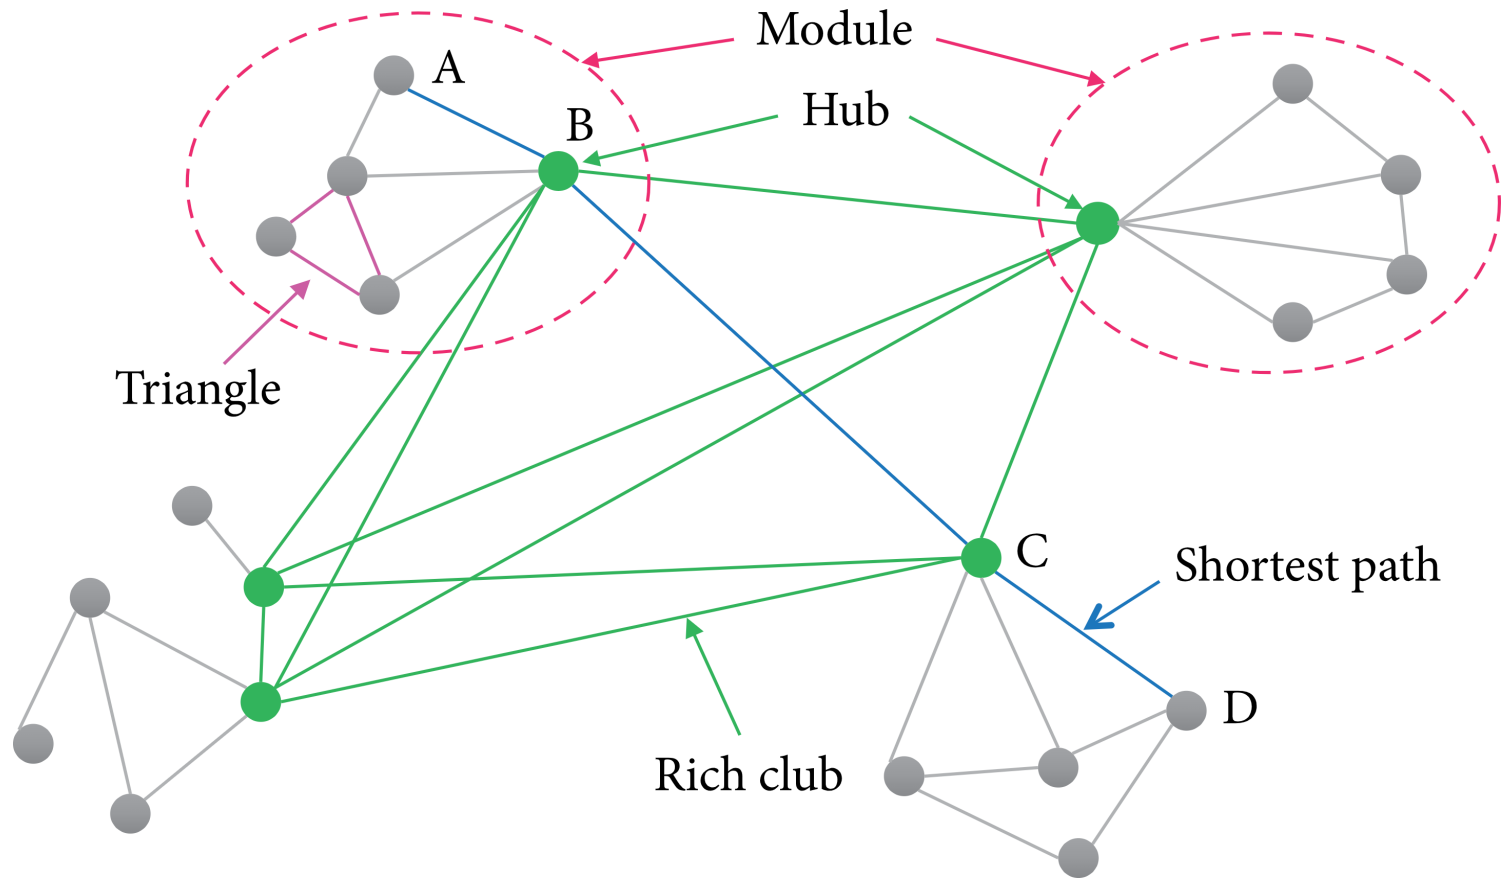 Module
A
Hub
B
Triangle
C
Shortest path
D
Rich club